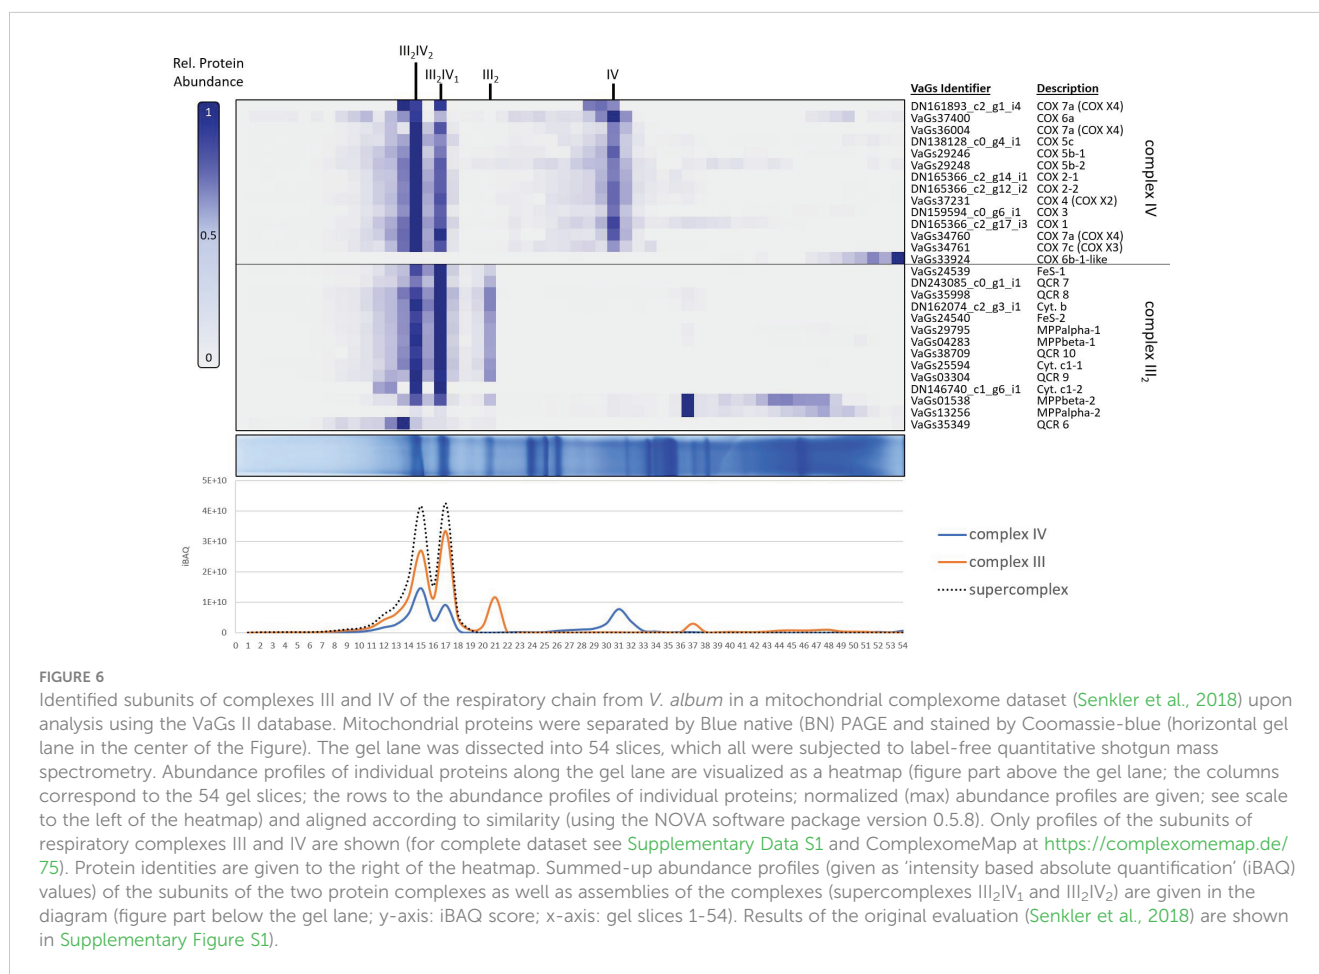 III2IV2
Rel. Protein
Abundance
III2IV1
III2
IV
1
0.5
0
VaGs Identifier Description
DN161893_c2_g1_i4 COX 7a (COX X4)
VaGs37400 COX 6a
VaGs36004 COX 7a (COX X4)
DN138128_c0_g4_i1 COX 5c
VaGs29246 COX 5b-1
VaGs29248 COX 5b-2
DN165366_c2_g14_i1 COX 2-1
DN165366_c2_g12_i2 COX 2-2
VaGs37231 COX 4 (COX X2)
DN159594_c0_g6_i1 COX 3
DN165366_c2_g17_i3 COX 1
VaGs34760 COX 7a (COX X4)
VaGs34761 COX 7c (COX X3)
VaGs33924 COX 6b-1-like
complex IV
VaGs24539 FeS-1
DN243085_c0_g1_i1 QCR 7
VaGs35998 QCR 8
DN162074_c2_g3_i1 Cyt. b
VaGs24540 FeS-2
VaGs29795 MPPalpha-1
VaGs04283 MPPbeta-1
VaGs38709 QCR 10
VaGs25594 Cyt. c1-1
VaGs03304 QCR 9
DN146740_c1_g6_i1 Cyt. c1-2
VaGs01538 MPPbeta-2
VaGs13256 MPPalpha-2
VaGs35349 QCR 6
complex III2
5E+10
4E+10
3E+10
2E+10
1E+10
0
iBAQ
0 1 2 3 4 5 6 7 8 9 10 11 12 13 14 15 16 17 18 19 20 21 22 23 24 25 26 27 28 29 30 31 32 33 34 35 36 37 38 39 40 41 42 43 44 45 46 47 48 49 50 51 52 53 54
complex IV
complex III
supercomplex
FIGURE 6
Identified subunits of complexes III and IV of the respiratory chain from V. album in a mitochondrial complexome dataset (Senkler et al., 2018) upon
analysis using the VaGs II database. Mitochondrial proteins were separated by Blue native (BN) PAGE and stained by Coomassie-blue (horizontal gel
lane in the center of the Figure). The gel lane was dissected into 54 slices, which all were subjected to label-free quantitative shotgun mass
spectrometry. Abundance profiles of individual proteins along the gel lane are visualized as a heatmap (figure part above the gel lane; the columns
correspond to the 54 gel slices; the rows to the abundance profiles of individual proteins; normalized (max) abundance profiles are given; see scale
to the left of the heatmap) and aligned according to similarity (using the NOVA software package version 0.5.8). Only profiles of the subunits of
respiratory complexes III and IV are shown (for complete dataset see Supplementary Data S1 and ComplexomeMap at https://complexomemap.de/
75). Protein identities are given to the right of the heatmap. Summed-up abundance profiles (given as 'intensity based absolute quantification' (iBAQ)
values) of the subunits of the two protein complexes as well as assemblies of the complexes (supercomplexes III2IV1 and III2IV2) are given in the
diagram (figure part below the gel lane; y-axis: iBAQ score; x-axis: gel slices 1-54). Results of the original evaluation (Senkler et al., 2018) are shown
in Supplementary Figure S1).